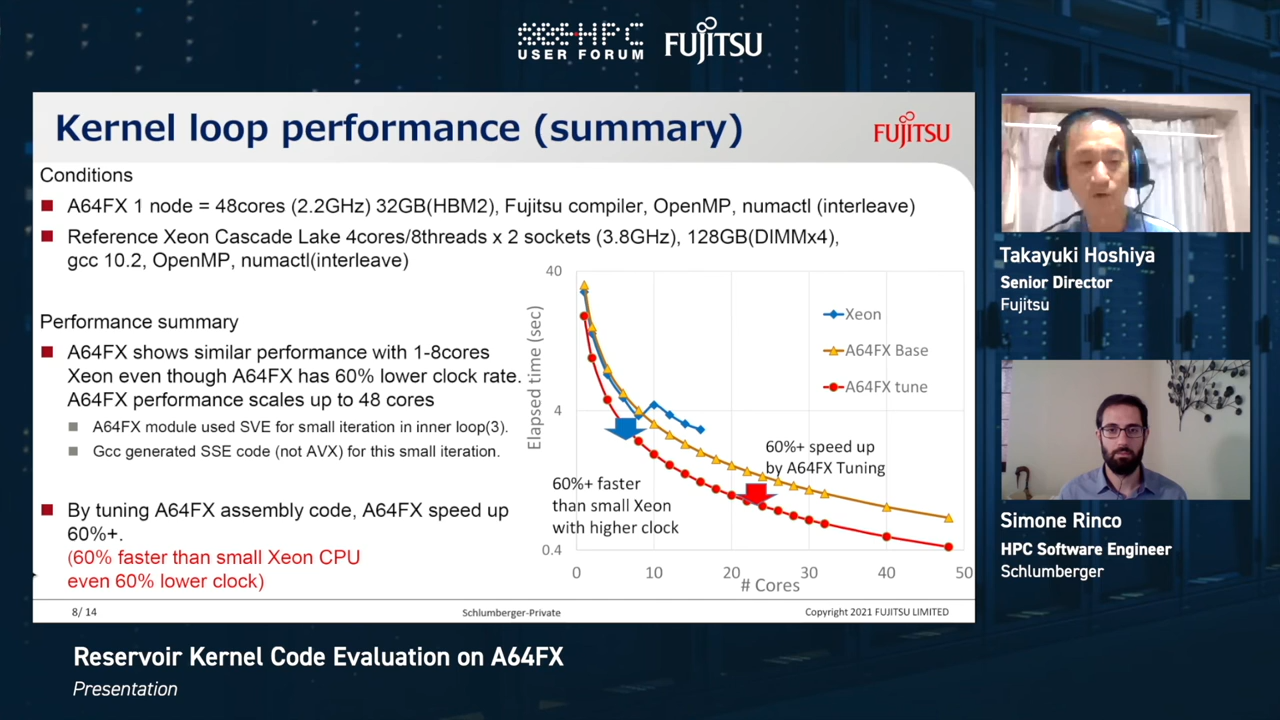 HPC
USER FORUM
FUJITSU
Kernel loop performance (summary)
FUJITSU
Conditions
A64FX 1 node = 48cores (2.2GHz) 32GB(HBM2), Fujitsu compiler, OpenMP, numactl (interleave)
Reference Xeon Cascade Lake 4cores/8threads x 2 sockets (3.8GHz), 128GB(DIMMx4),
gcc 10.2, OpenMP, numactl(interleave)
Performance summary
A64FX shows similar performance with 1-8cores
Xeon even though A64FX has 60% lower clock rate.
A64FX performance scales up to 48 cores
A64FX module used SVE for small iteration in inner loop(3).
Gcc generated SSE code (not AVX) for this small iteration.
By tuning A64FX assembly code, A64FX speed up
60%+.
(60% faster than small Xeon CPU
even 60% lower clock)
40
4
0.4
Elapsed time (sec)
Xeon
A64FX Base
A64FX tune
60%+ speed up
by A64FX Tuning
60%+ faster
than small Xeon
with higher clock
0 10 20 30 40 50
# Cores
8/ 14
Schlumberger-Private
Copyright 2021 FUJITSU LIMITED
Takayuki Hoshiya
Senior Director
Fujitsu
Simone Rinco
HPC Software Engineer
Schlumberger
Reservoir Kernel Code Evaluation on A64FX
Presentation